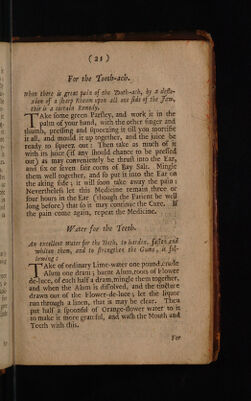 (21)
For the Tooth-ach.
When there is great pain of the Tooth-ach, by a deflu-
xion of a sharp Rheum upon all one side of the Jaw,
this is a certain Remedy.
TAke some green Parsley, and work it in the
palm of your hand, with the other finger and
thumb, pressing and squeezing it till you mortifie
it all, and mould it up together, and the juice be
ready to squeez out: Then take as much of it
with its juice (if any should chance to be pressed
out) as may conveniently be thrust into the Ear,
and six or seven fair corns of Bay Salt. Mingle
them well together, and so put it into the Ear on
the aking side; it will soon take away the pain:
Nevertheless let this Medicine remain three or
four hours in the Ear (though the Patient be well
long before) that so it may continue the Cure. If
the pain come again, repeat the Medicine.
Water for the Teeth.
An excellent water for the Teeth, to harden, fasten and
whiten them, and to strengthen the Gums, is fol-
lowing:
TAke of ordinary Lime-water one pound, crude
Alum one dram; burnt Alum, roots of Flower
de-luce, of each half a dram, mingle them together,
and when the Alum is dissolved, and the tincture
drawn out of the Flower-de-luce; let the liquor
run through a linen, that it may be clear. Then
put half a spoonful of Orange-flower water to it
to make it more grateful, and wash the Mouth and
Teeth with this.
For